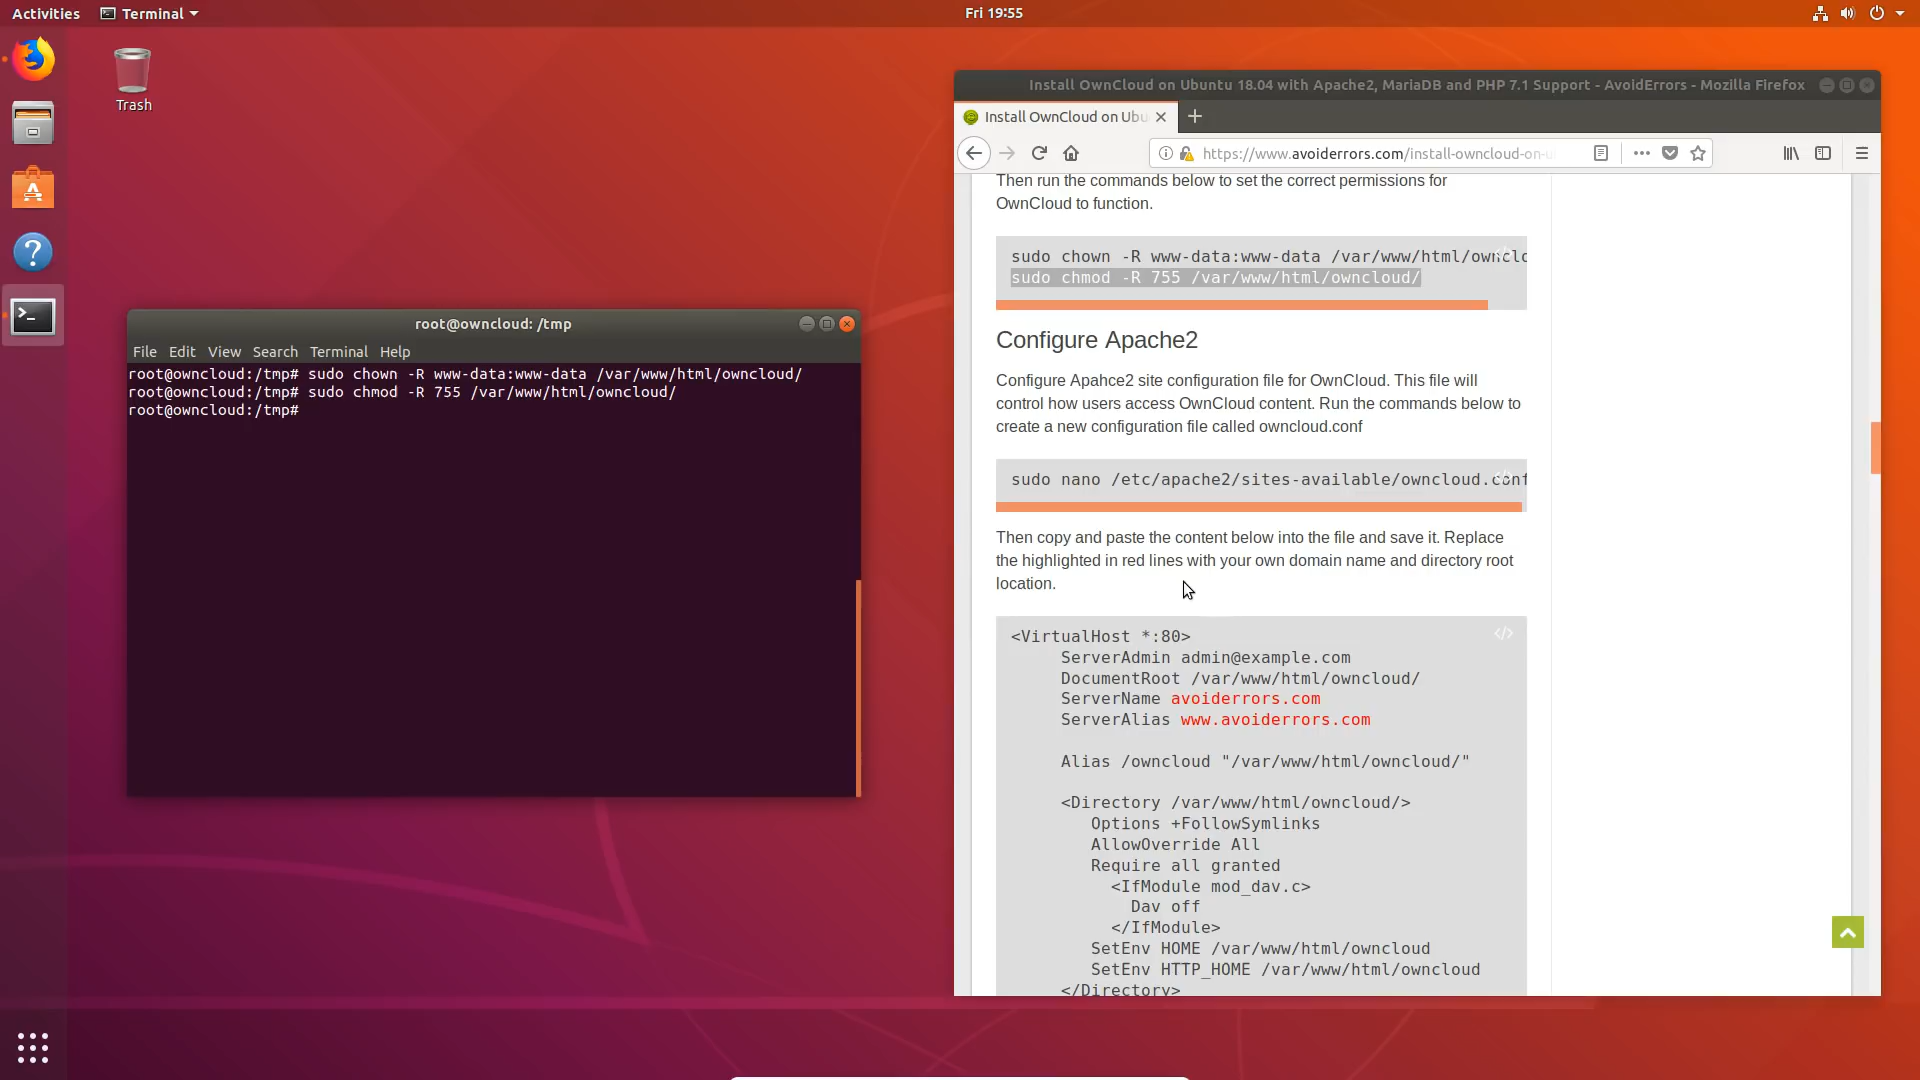 Activities
Terminal
Fri 19:55
Trash
root@owncloud: /tmp
File Edit View Search Terminal Help
root@owncloud:/tmp# sudo chown -R www-data:www-data /var/www/html/owncloud/
root@owncloud:/tmp# sudo chmod -R 755 /var/www/html/owncloud/
root@owncloud:/tmp#
Install OwnCloud on Ubuntu 18.04 with Apache2, MariaDB and PHP 7.1 Support - AvoidErrors - Mozilla Firefox
Install OwnCloud on Ubu
https://www.avoiderrors.com/install-owncloud-on-u
Then run the commands below to set the correct permissions for
OwnCloud to function.
sudo chown -R www-data:www-data /var/www/html/ownclo
sudo chmod -R 755 /var/www/html/owncloud/
Configure Apache2
Configure Apahce2 site configuration file for OwnCloud. This file will
control how users access OwnCloud content. Run the commands below to
create a new configuration file called owncloud.conf
sudo nano /etc/apache2/sites-available/owncloud.conf
Then copy and paste the content below into the file and save it. Replace
the highlighted in red lines with your own domain name and directory root
location.
<VirtualHost *:80>
ServerAdmin admin@example.com
DocumentRoot /var/www/html/owncloud/
ServerName avoiderrors.com
ServerAlias www.avoiderrors.com
Alias /owncloud "/var/www/html/owncloud/"
<Directory /var/www/html/owncloud/>
Options +FollowSymlinks
AllowOverride All
Require all granted
<IfModule mod_dav.c>
Dav off
</IfModule>
SetEnv HOME /var/www/html/owncloud
SetEnv HTTP_HOME /var/www/html/owncloud
</Directory>